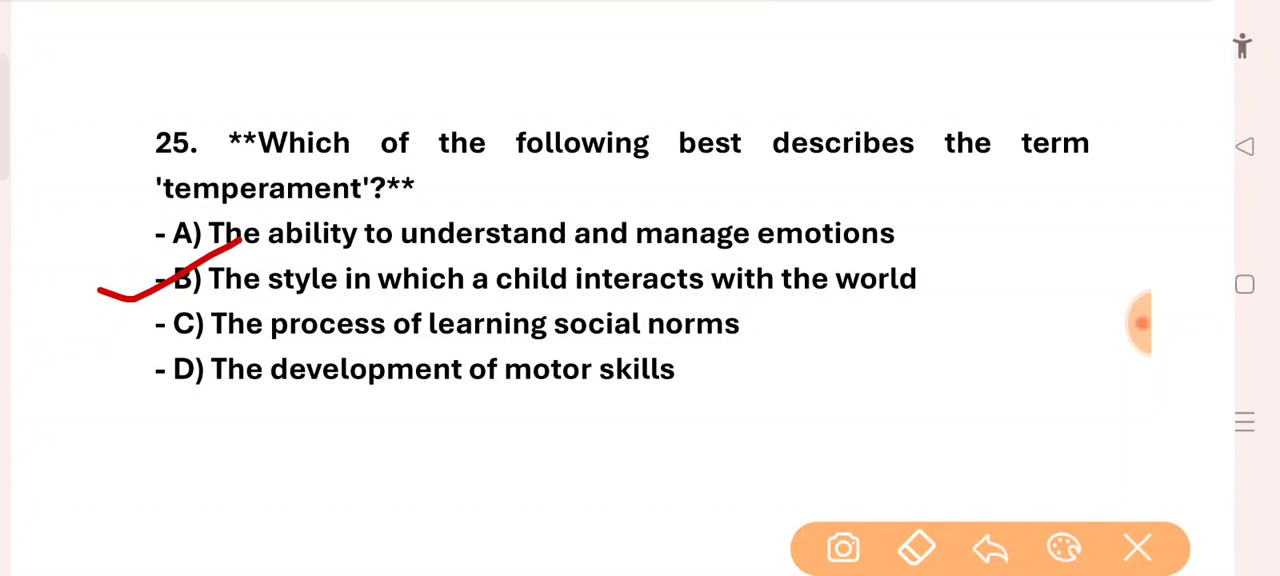 25. **Which of the following best describes the term
'temperament'?**
- A) The ability to understand and manage emotions
- B) The style in which a child interacts with the world
- C) The process of learning social norms
- D) The development of motor skills